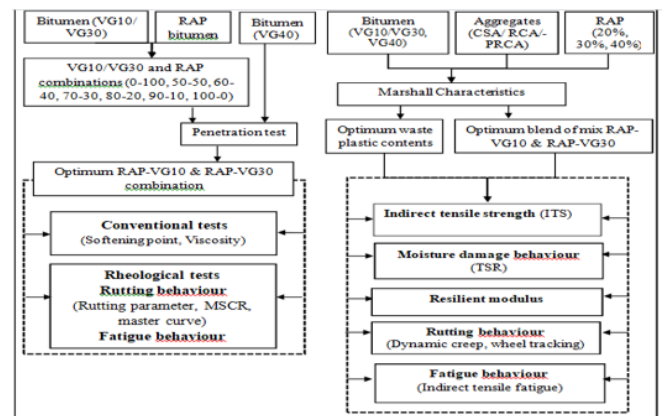 Bitumen (VG10/
VG30)
RAP
bitumen
Bitumen
(VG40)
VG10/VG30 and RAP
combinations (0-100, 50-50, 60-
40, 70-30, 80-20, 90-10, 100-0)
Penetration test
Optimum RAP-VG10 & RAP-VG30
combination
Conventional tests
(Softening point, Viscosity)
Rheological tests
Rutting behaviour
(Rutting parameter, MSCR,
master curve)
Fatigue behaviour
Bitumen
(VG10/VG30,
VG40)
Aggregates
(CSA/ RCA/-
PRCA)
RAP
(20%,
30%, 40%)
Marshall Characteristics
Optimum waste
plastic contents
Optimum blend of mix RAP-
VG10 & RAP-VG30
Indirect tensile strength (ITS)
Moisture damage behaviour
(TSR)
Resilient modulus
Rutting behaviour
(Dynamic creep, wheel tracking)
Fatigue behaviour
(Indirect tensile fatigue)